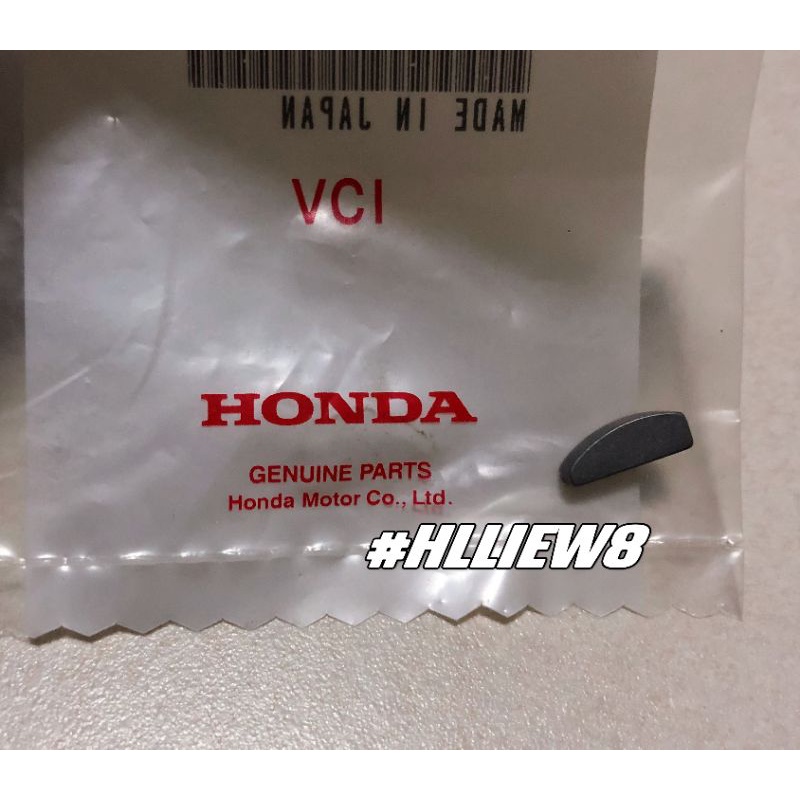 MADE IN JAPAN
VCI
HONDA
GENUINE PARTS
Honda Motor Co., Ltd.
#HLLIEW8